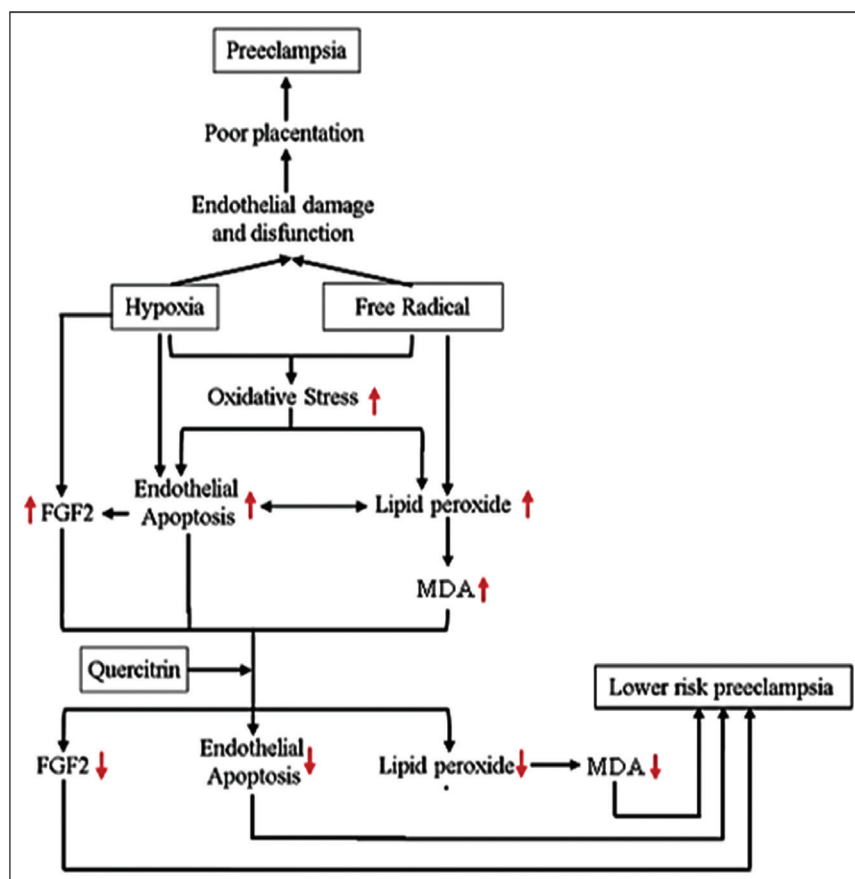 Preeclampsia
Poor placentation
Endothelial damage
and disfunction
Hypoxia
Free Radical
Oxidative Stress
FGF2
Endothelial
Apoptosis
Lipid peroxide
MDA
Quercitrin
Lower risk preeclampsia
FGF2
Endothelial
Apoptosis
Lipid peroxide
MDA